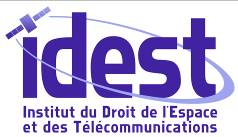 idest
Institut du Droit de l'Espace
et des Télécommunications